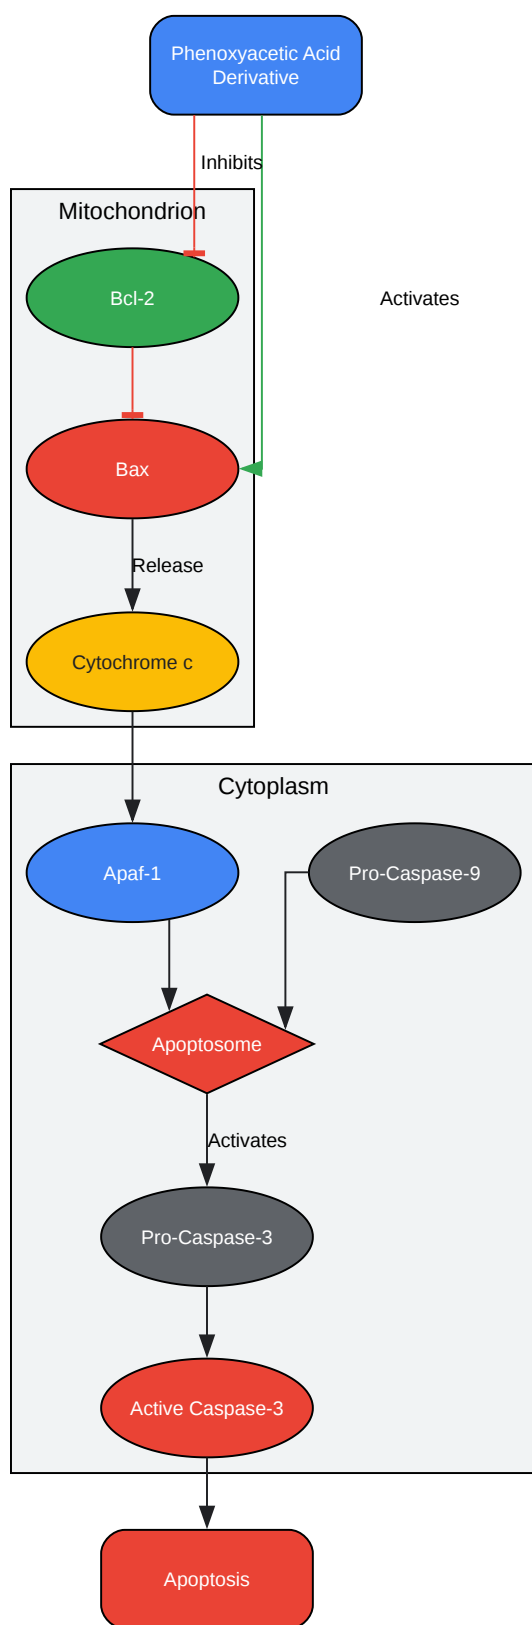 Phenoxyacetic Acid
Derivative
Inhibits
Mitochondrion
Bcl-2
Activates
Bax
Release
Cytochrome c
Cytoplasm
Apaf-1
Pro-Caspase-9
Apoptosome
Activates
Pro-Caspase-3
Active Caspase-3
Apoptosis